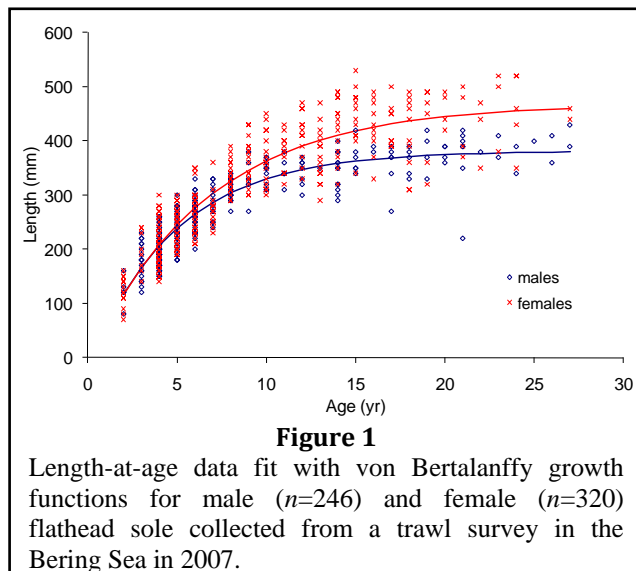 600
500
400
300
200
100
0
Length (mm)
males
females
0 5 10 15 20 25 30
Age (yr)
Figure 1
Length-at-age data fit with von Bertalanffy growth
functions for male (n=246) and female (n=320)
flathead sole collected from a trawl survey in the
Bering Sea in 2007.